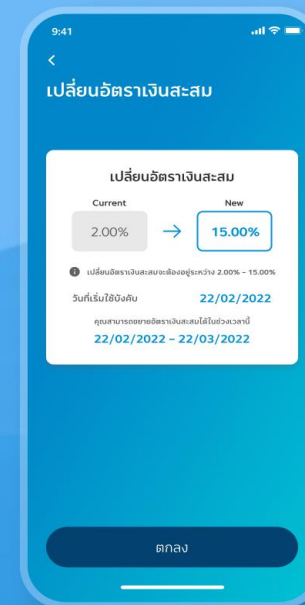 9:41
เปลี่ยนอัตราเงินสะสม
เปลี่ยนอัตราเงินสะสม
Current New
2.00% → 15.00%
เปลี่ยนอัตราเงินสะสมจะต้องอยู่ระหว่าง 2.00% - 15.00%
วันที่เริ่มใช้บังคับ 22/02/2022
คุณสามารถขยายอัตราเงินสะสมได้ในช่วงเวลานี้
22/02/2022 - 22/03/2022
ตกลง